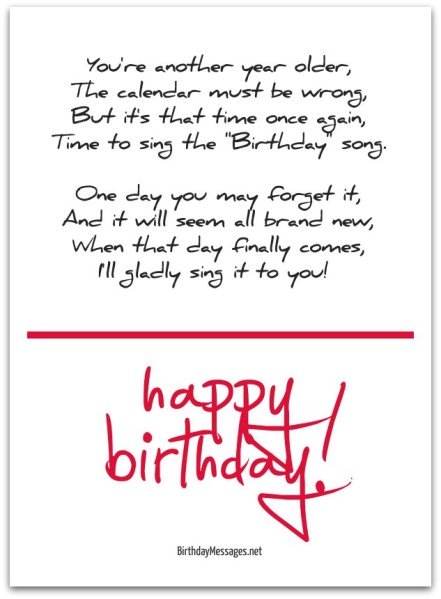 You're another year older,
The calendar must be wrong,
But it's that time once again,
Time to sing the "Birthday" song.
One day you may forget it,
And it will seem all brand new,
When that day finally comes,
I'll gladly sing it to you!
happy
birthday!
BirthdayMessages.net